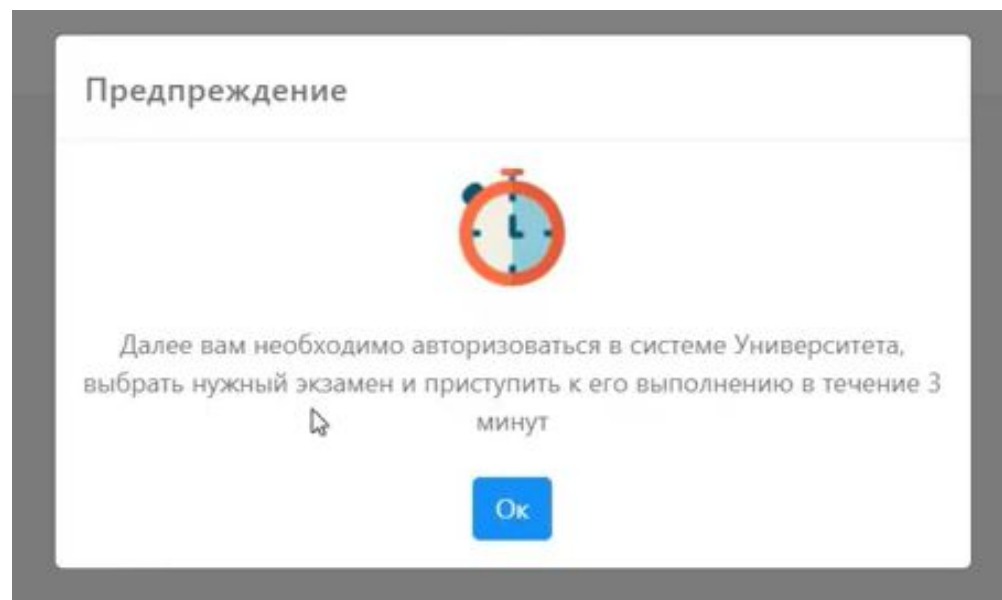 Предпреждение
Далее вам необходимо авторизоваться в системе Университета,
выбрать нужный экзамен и приступить к его выполнению в течение 3
минут
Ок